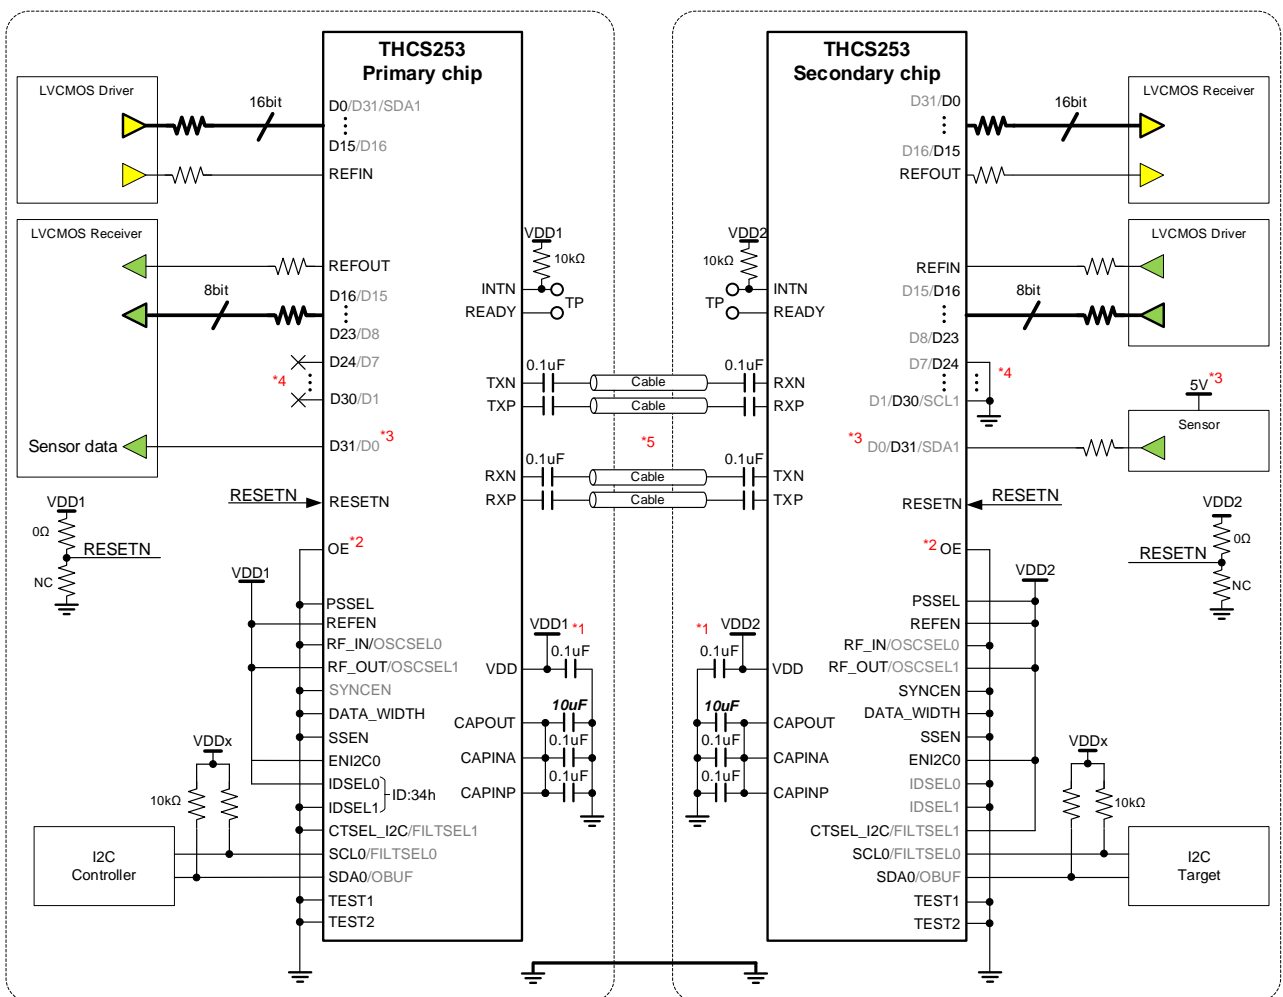 THCS253
Primary chip
LVCMOS Driver
16bit
D0/D31/SDA1
D15/D16
REFIN
LVCMOS Receiver
REFOUT
8bit
D16/D15
D23/D8
*4
D24/D7
D30/D1
Sensor data
D31/D0 *3
VDD1
0Ω
RESETN
NC
RESETN
RESETN
OE *2
VDD1
PSSEL
REFEN
RF_IN/OSCSEL0
RF_OUT/OSCSEL1
SYNCEN
DATA_WIDTH
SSEN
ENI2C0
IDSEL0
IDSEL1
ID:34h
VDDx
10kΩ
CTSEL_I2C/FILTSEL1
I2C
Controller
SCL0/FILTSEL0
SDA0/OBUF
TEST1
TEST2
VDD1
10kΩ
INTN
READY
TP
0.1uF
TXN
TXP
0.1uF
RXN
RXP
VDD1 *1
0.1uF
VDD
10uF
CAPOUT
0.1uF
CAPINA
0.1uF
CAPINP
Cable
Cable
*5
Cable
Cable
THCS253
Secondary chip
VDD2
10kΩ
TP
INTN
READY
0.1uF
RXN
RXP
0.1uF
TXN
TXP
*1 VDD2
0.1uF
VDD
10uF
CAPOUT
0.1uF
CAPINA
0.1uF
CAPINP
D31/D0
D16/D15
REFOUT
16bit
LVCMOS Receiver
REFIN
D15/D16
D8/D23
8bit
LVCMOS Driver
D7/D24
*4
D1/D30/SCL1
5V *3
Sensor
*3 D0/D31/SDA1
RESETN
RESETN
VDD2
0Ω
RESETN
NC
*2 OE
VDD2
PSSEL
REFEN
RF_IN/OSCSEL0
RF_OUT/OSCSEL1
SYNCEN
DATA_WIDTH
SSEN
ENI2C0
IDSEL0
IDSEL1
CTSEL_I2C/FILTSEL1
SCL0/FILTSEL0
SDA0/OBUF
TEST1
TEST2
VDDx
10kΩ
I2C
Target